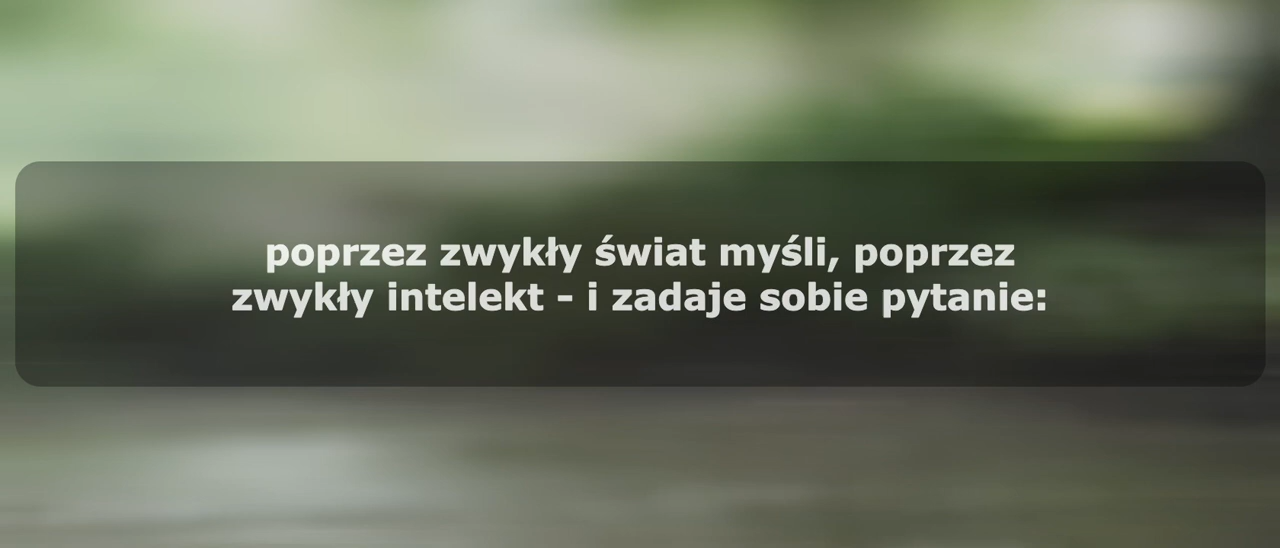 poprzez zwykły świat myśli, poprzez
zwykły intelekt - i zadaje sobie pytanie: